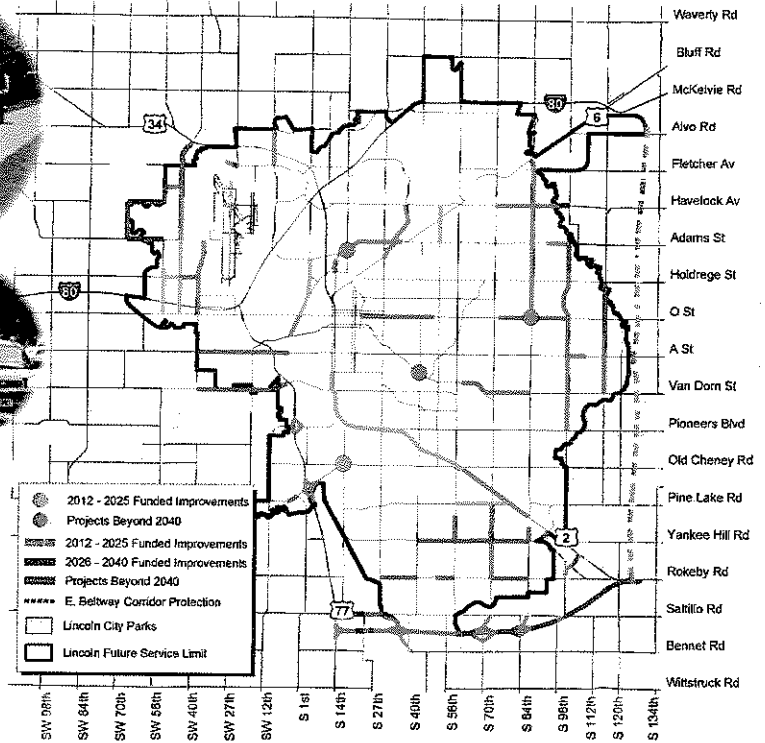 Waverly Rd
Bluff Rd
McKelvie Rd
80
6
34
Alvo Rd
Fletcher Av
Havelock Av
Adams St
Holdrege St
80
O St
A St
Van Dorn St
Pioneers Blvd
Old Cheney Rd
Pine Lake Rd
2012 - 2025 Funded Improvements
Projects Beyond 2040
2012 - 2025 Funded Improvements
2026 - 2040 Funded Improvements
Projects Beyond 2040
E. Beltway Corridor Protection
Lincoln City Parks
Lincoln Future Service Limit
Yankee Hill Rd
2
Rokeby Rd
77
Saltillo Rd
Bennet Rd
Wittstruck Rd
SW 98th
SW 84th
SW 70th
SW 56th
SW 40th
SW 27th
SW 12th
S 1st
S 14th
S 27th
S 40th
S 56th
S 70th
S 84th
S 98th
S 112th
S 120th
S 134th